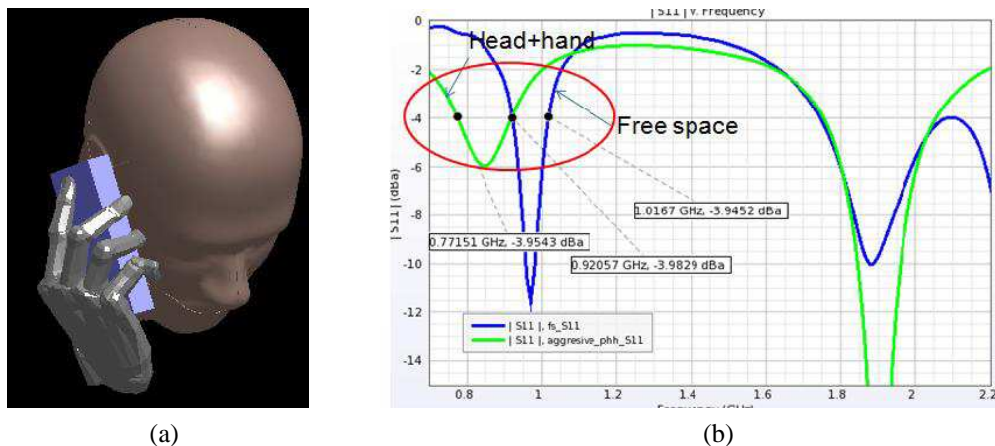 | S11 | v. Frequency
0
-2
-4
-6
-8
-10
-12
-14
| S11 | (dBa)
Head+hand
Free space
1.0167 GHz, -3.9452 dBa
0.77151 GHz, -3.9543 dBa
0.92057 GHz, -3.9829 dBa
| S11 |, fs_S11
| S11 |, aggresive_phh_S11
0.8 1 1.2 1.4 1.6 1.8 2 2.2
Frequency (GHz)
(a) (b)